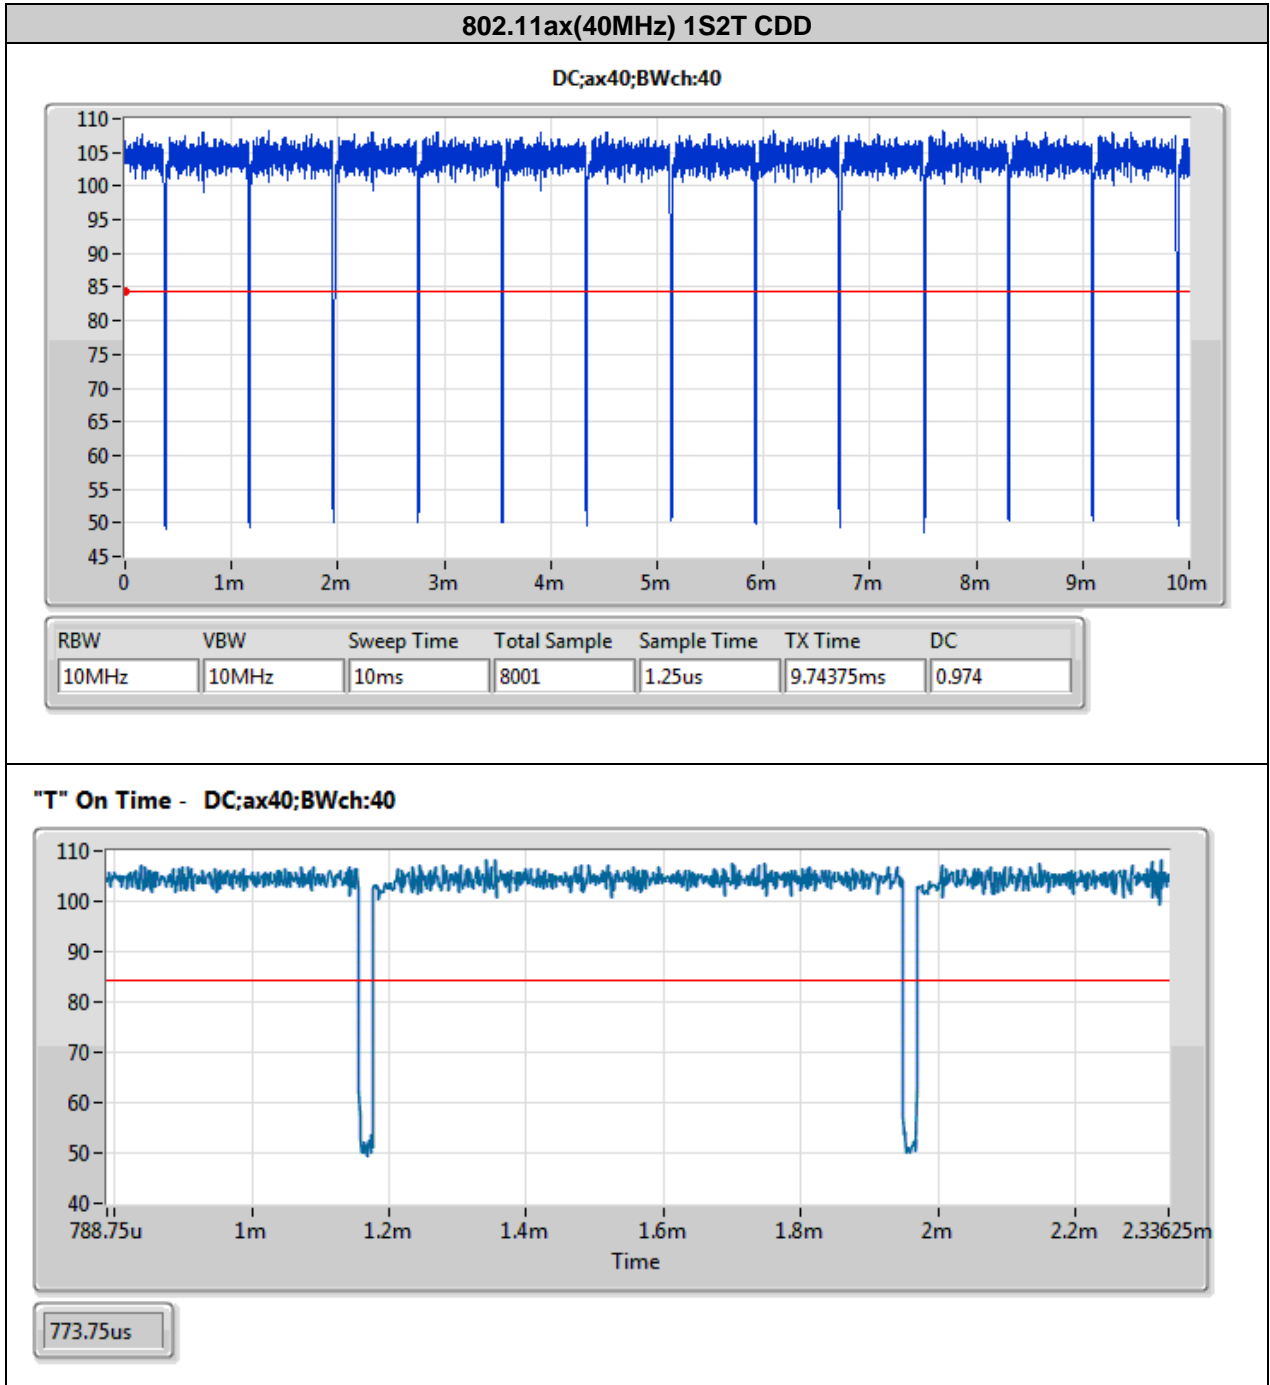 802.11ax(40MHz) 1S2T CDD
DC;ax40;BWch:40
110
105
100
95
90
85
80
75
70
65
60
55
50
45
0 1m 2m 3m 4m 5m 6m 7m 8m 9m 10m
RBW VBW Sweep Time Total Sample Sample Time TX Time DC
10MHz 10MHz 10ms 8001 1.25us 9.74375ms 0.974
"T" On Time - DC;ax40;BWch:40
110
100
90
80
70
60
50
40
788.75u 1m 1.2m 1.4m 1.6m 1.8m 2m 2.2m 2.33625m
Time
773.75us